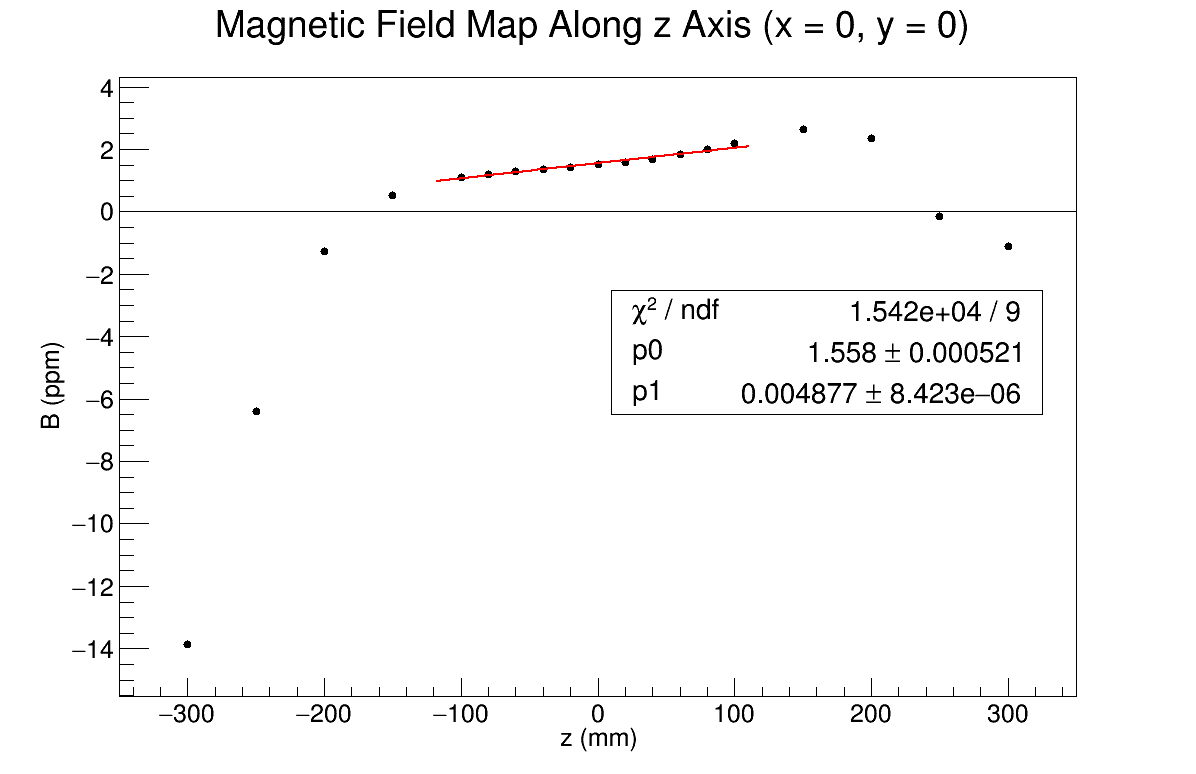 Magnetic Field Map Along z Axis (x = 0, y = 0)
4
2
0
−2
−4
−6
−8
−10
−12
−14
B (ppm)
χ² / ndf 1.542e+04 / 9
p0 1.558 ± 0.000521
p1 0.004877 ± 8.423e−06
−300 −200 −100 0 100 200 300
z (mm)